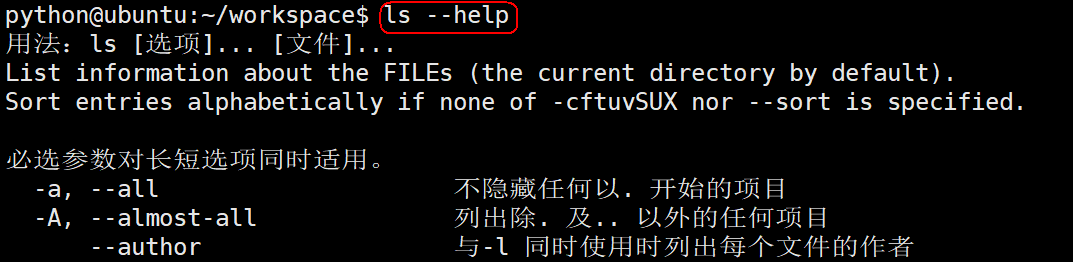 python@ubuntu:~/workspace$ ls --help
用法：ls [选项]... [文件]...
List information about the FILEs (the current directory by default).
Sort entries alphabetically if none of -cftuvSUX nor --sort is specified.
必选参数对长短选项同时适用。
-a, --all 不隐藏任何以. 开始的项目
-A, --almost-all 列出除. 及.. 以外的任何项目
--author 与-l 同时使用时列出每个文件的作者